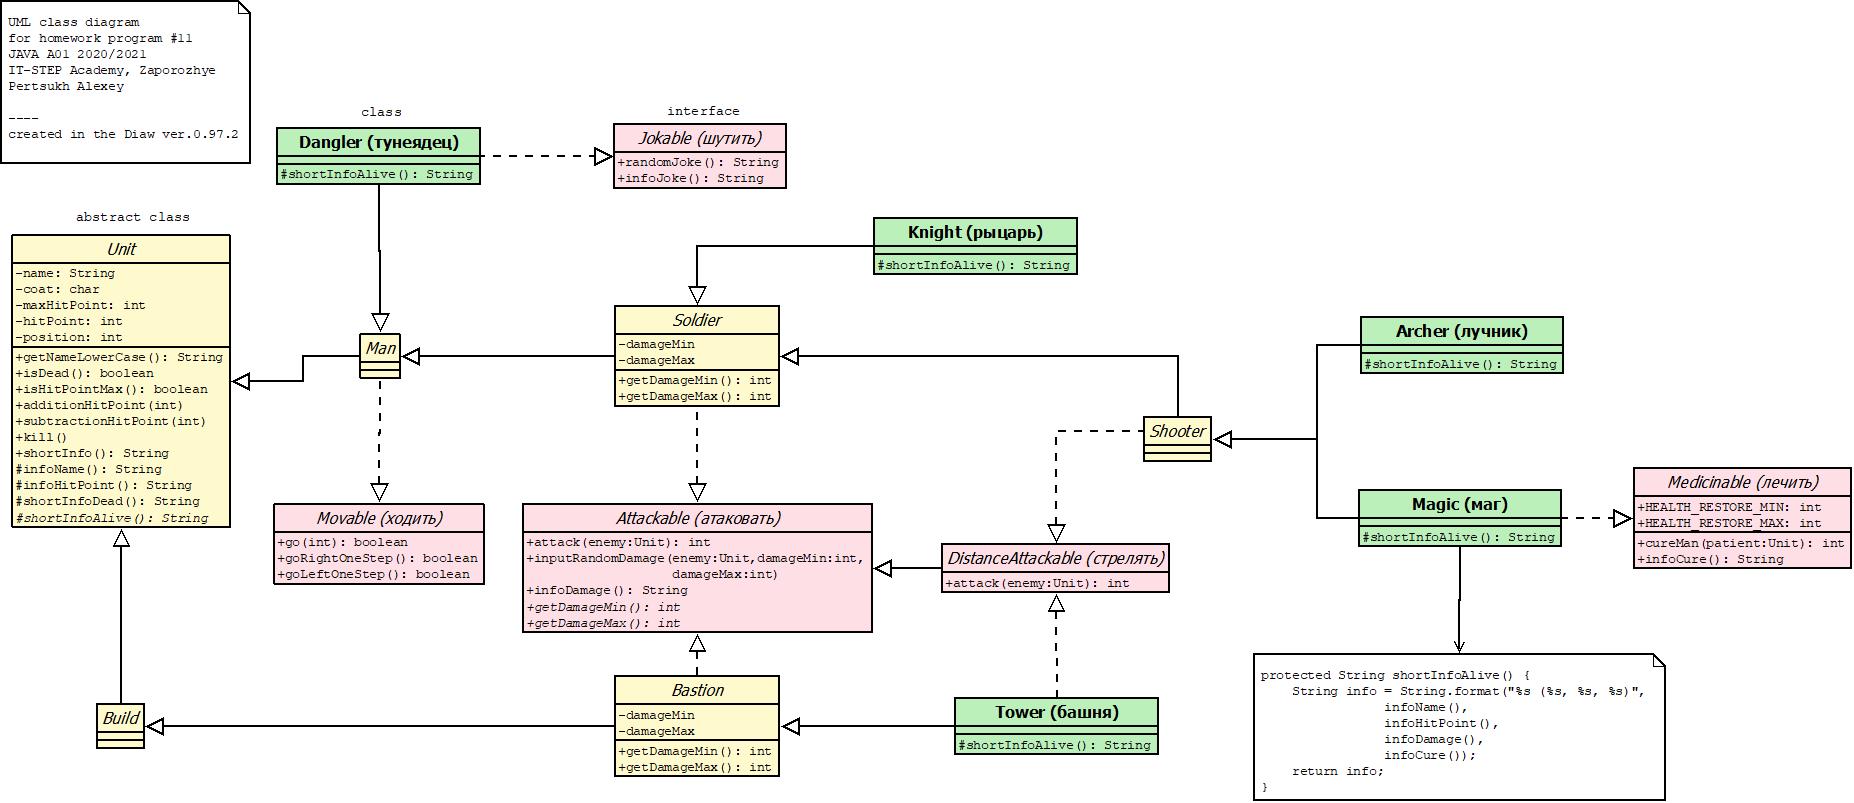 UML class diagram
for homework program #11
JAVA A01 2020/2021
IT-STEP Academy, Zaporozhye
Pertsukh Alexey
----
created in the Diaw ver.0.97.2
class
Dangler (тунеядец)
#shortInfoAlive(): String
interface
Jokable (шутить)
+randomJoke(): String
+infoJoke(): String
abstract class
Unit
-name: String
-coat: char
-maxHitPoint: int
-hitPoint: int
-position: int
+getNameLowerCase(): String
+isDead(): boolean
+isHitPointMax(): boolean
+additionHitPoint(int)
+subtractionHitPoint(int)
+kill()
+shortInfo(): String
#infoName(): String
#infoHitPoint(): String
#shortInfoDead(): String
#shortInfoAlive(): String
Man
Knight (рыцарь)
#shortInfoAlive(): String
Soldier
-damageMin
-damageMax
+getDamageMin(): int
+getDamageMax(): int
Archer (лучник)
#shortInfoAlive(): String
Shooter
Movable (ходить)
+go(int): boolean
+goRightOneStep(): boolean
+goLeftOneStep(): boolean
Attackable (атаковать)
+attack(enemy:Unit): int
+inputRandomDamage(enemy:Unit,damageMin:int,
damageMax:int)
+infoDamage(): String
+getDamageMin(): int
+getDamageMax(): int
DistanceAttackable (стрелять)
+attack(enemy:Unit): int
Magic (маг)
#shortInfoAlive(): String
Medicinable (лечить)
+HEALTH_RESTORE_MIN: int
+HEALTH_RESTORE_MAX: int
+cureMan(patient:Unit): int
+infoCure(): String
Build
Bastion
-damageMin
-damageMax
+getDamageMin(): int
+getDamageMax(): int
Tower (башня)
#shortInfoAlive(): String
protected String shortInfoAlive() {
String info = String.format("%s (%s, %s, %s)",
infoName(),
infoHitPoint(),
infoDamage(),
infoCure());
return info;
}